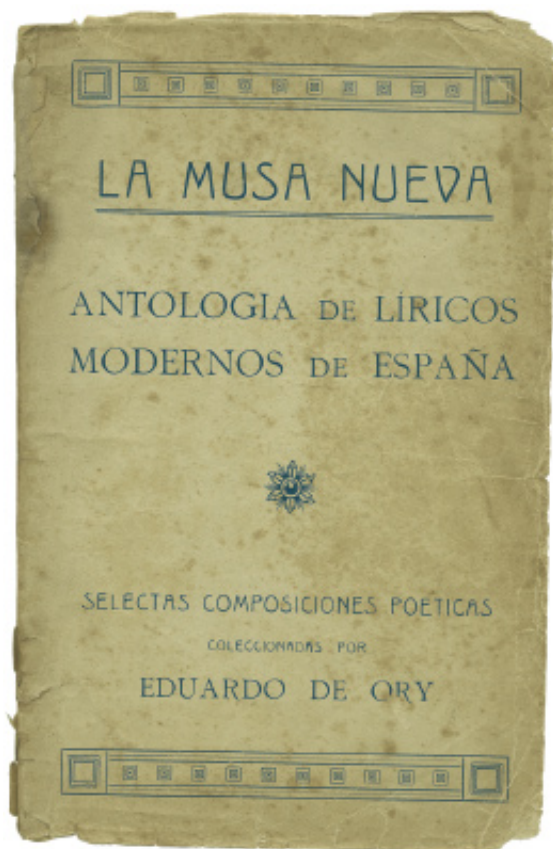 LA MUSA NUEVA
ANTOLOGIA DE LÍRICOS
MODERNOS DE ESPAÑA
SELECTAS COMPOSICIONES POETICAS
COLECCIONADAS POR
EDUARDO DE ORY